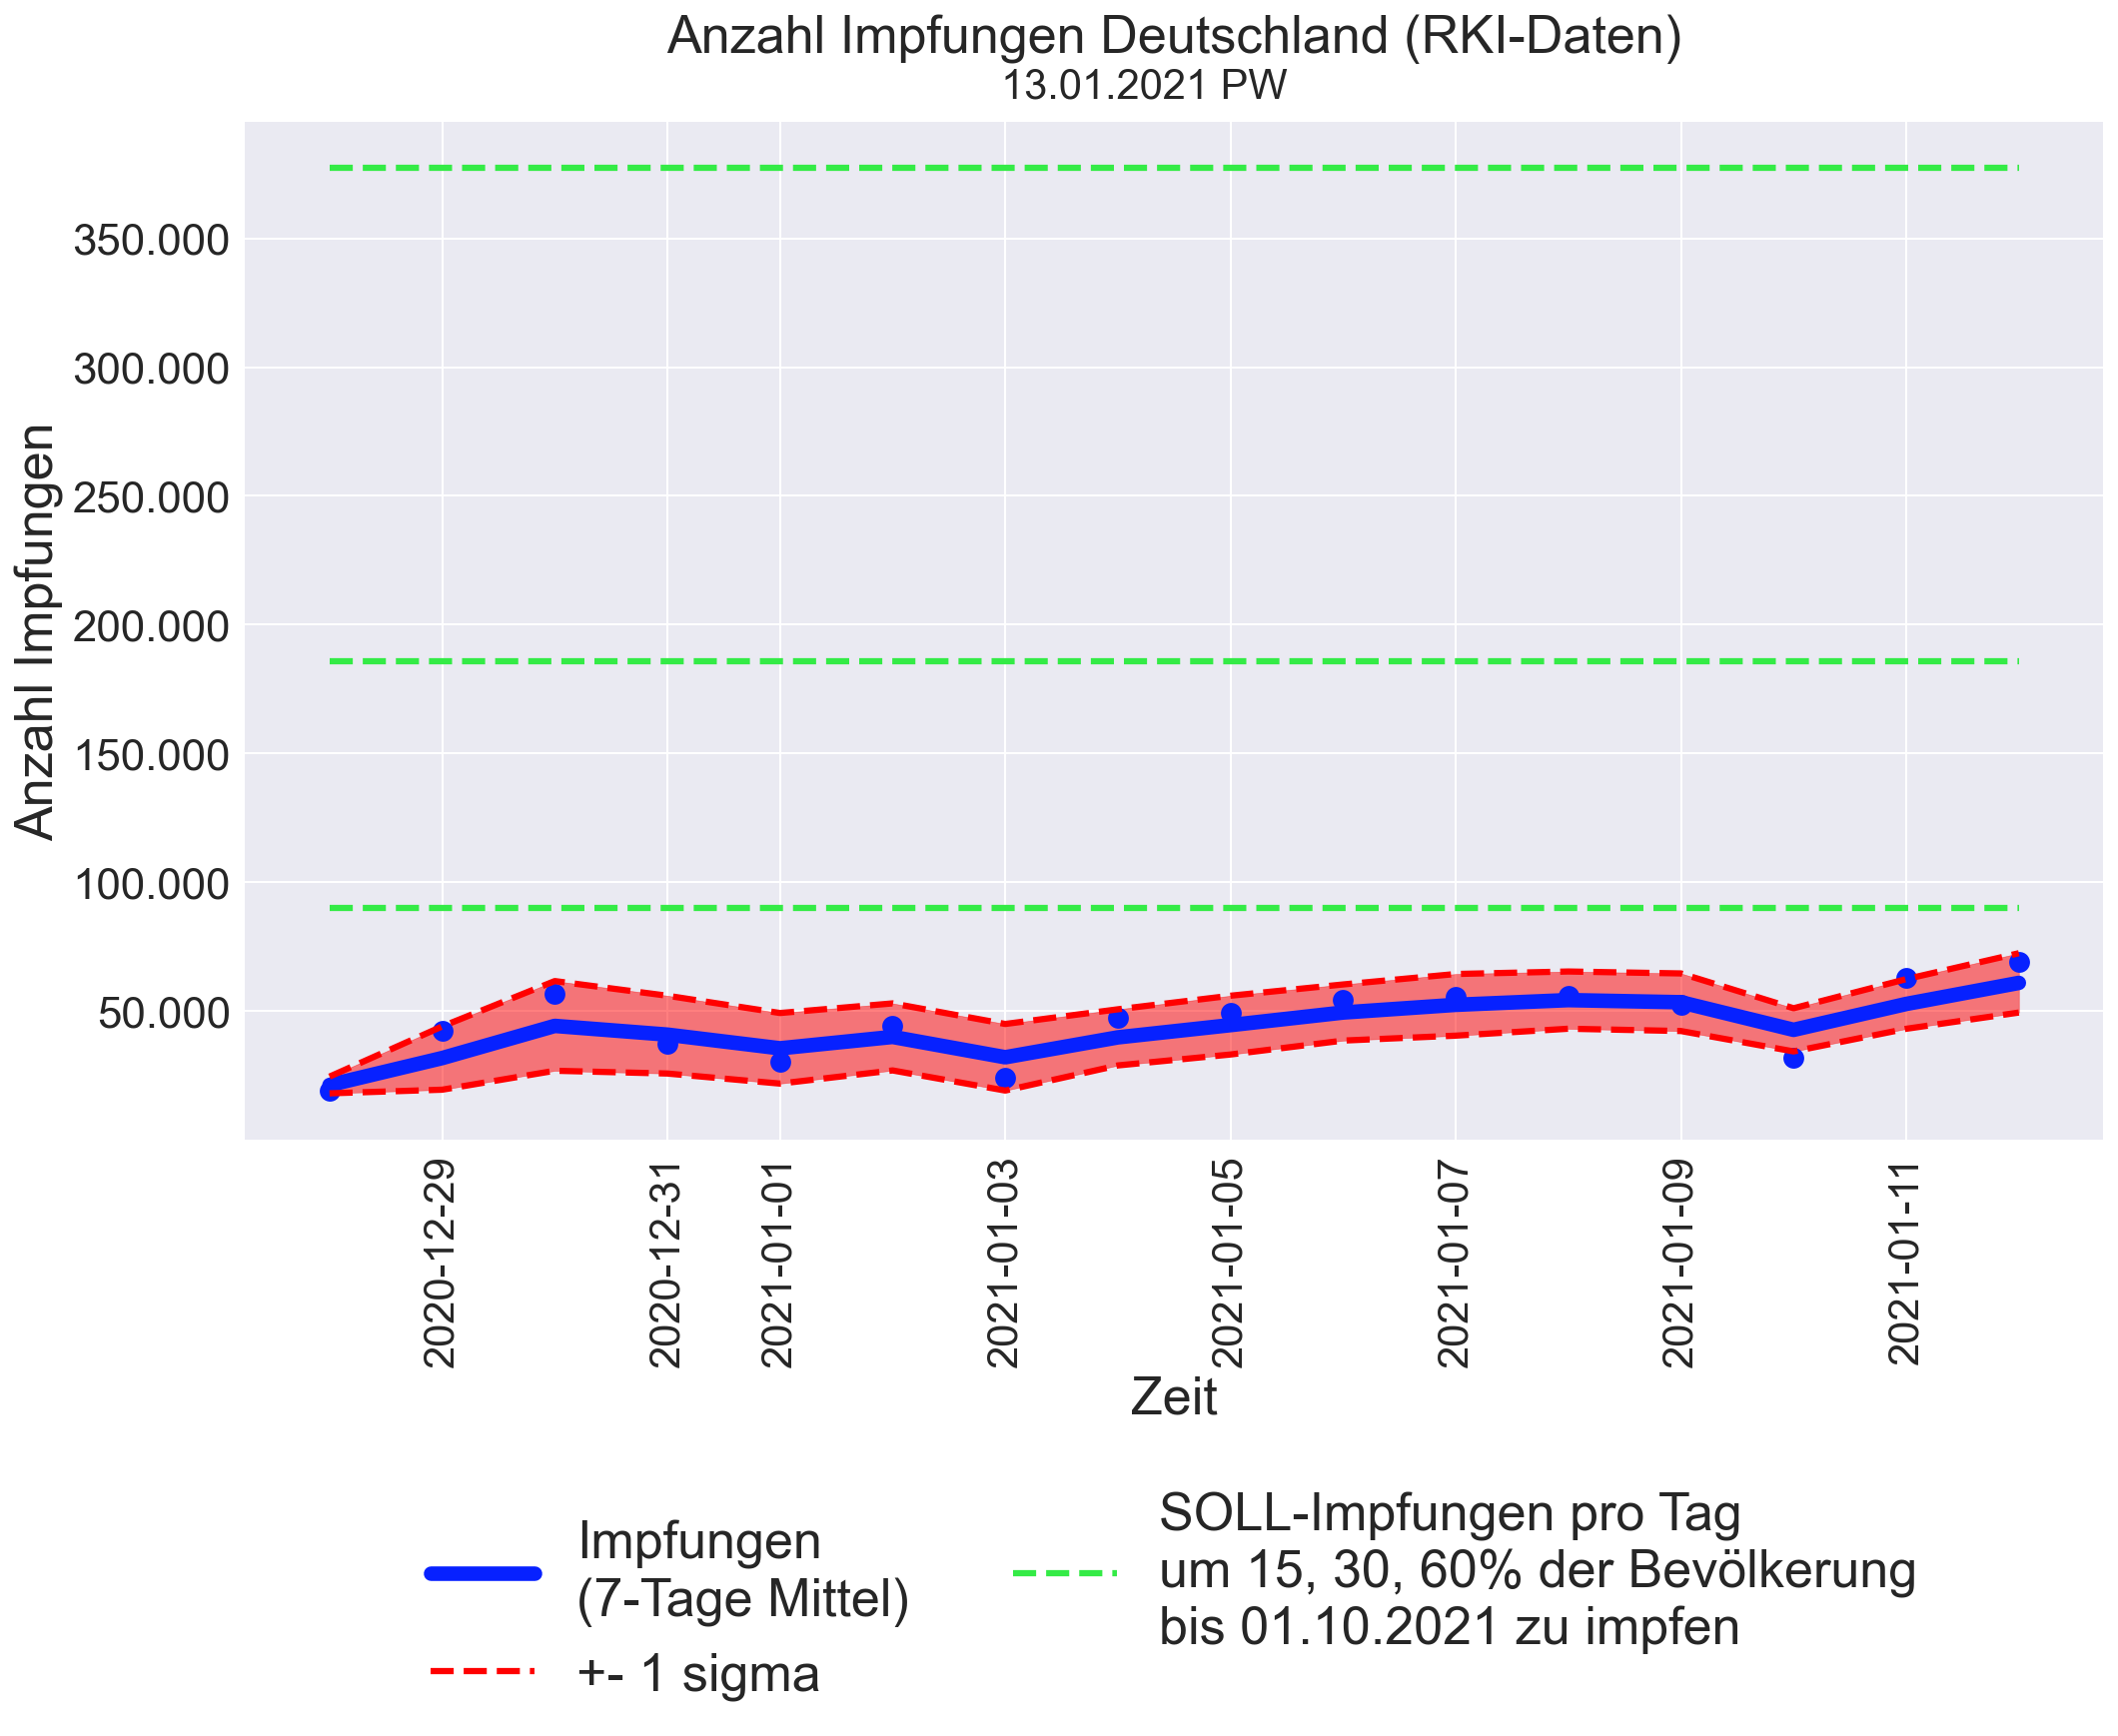 Anzahl Impfungen Deutschland (RKI-Daten)
13.01.2021 PW
Anzahl Impfungen
350.000
300.000
250.000
200.000
150.000
100.000
50.000
2020-12-29
2020-12-31
2021-01-01
2021-01-03
2021-01-05
2021-01-07
2021-01-09
2021-01-11
Zeit
Impfungen
(7-Tage Mittel)
+- 1 sigma
SOLL-Impfungen pro Tag
um 15, 30, 60% der Bevölkerung
bis 01.10.2021 zu impfen